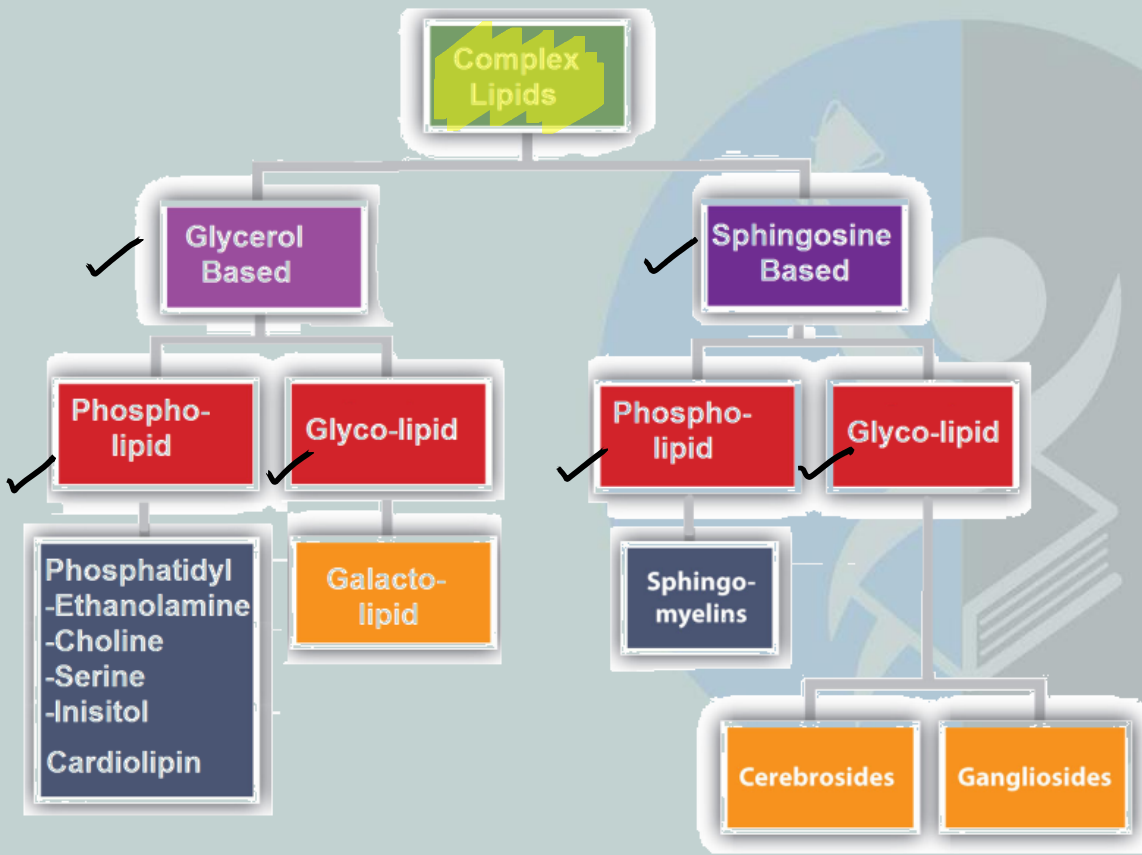 Complex
Lipids
Glycerol
Based
Sphingosine
Based
Phospho-
lipid
Glyco-lipid
Phospho-
lipid
Glyco-lipid
Phosphatidyl
-Ethanolamine
-Choline
-Serine
-Inisitol
Cardiolipin
Galacto-
lipid
Sphingo-
myelins
Cerebrosides
Gangliosides